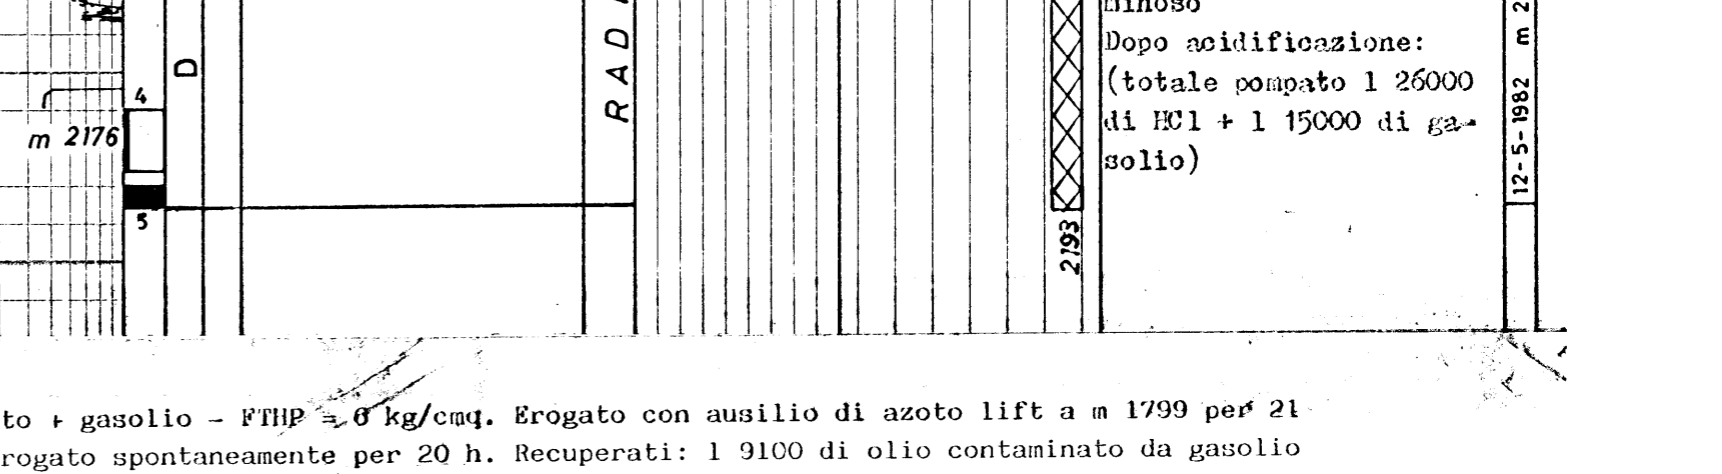 minoso
Dopo acidificazione:
(totale pompato l 26000
di HCl + l 15000 di ga-
solio)
12-5-1982 m 2
4
D
RAD
m 2176
5
2193
to + gasolio - FTHP = 6 kg/cmq. Erogato con ausilio di azoto lift a m 1799 per 21
rogato spontaneamente per 20 h. Recuperati: l 9100 di olio contaminato da gasolio